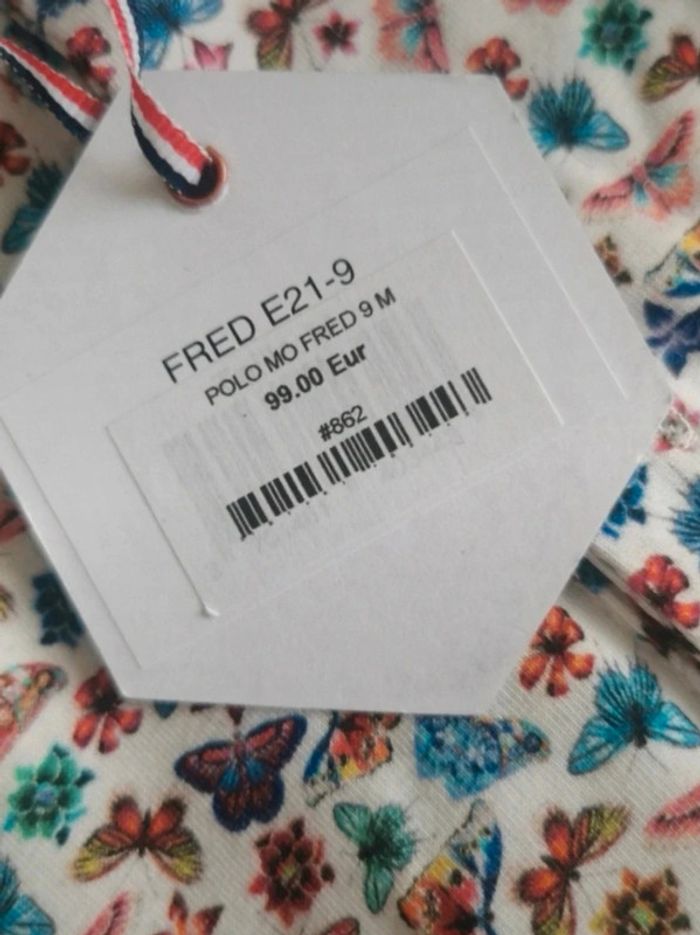 FRED E21-9
POLO MO FRED 9 M
99.00 Eur
#862